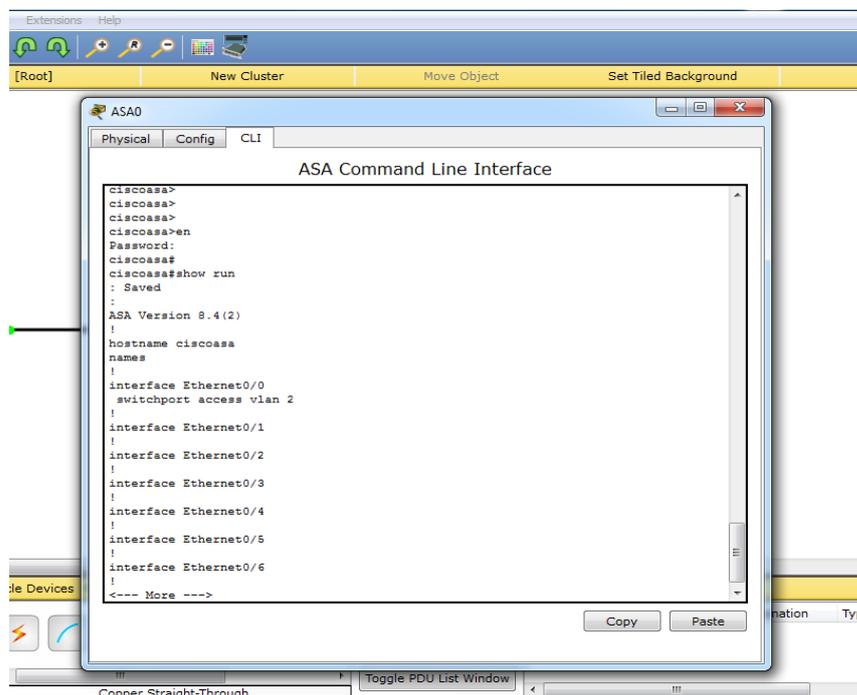 Extensions Help
[Root] New Cluster Move Object Set Tiled Background
ASA0
Physical Config CLI
ASA Command Line Interface
ciscoasa>
ciscoasa>
ciscoasa>
ciscoasa>en
Password:
ciscoasa#
ciscoasa#show run
: Saved
:
ASA Version 8.4(2)
!
hostname ciscoasa
names
!
interface Ethernet0/0
switchport access vlan 2
!
interface Ethernet0/1
!
interface Ethernet0/2
!
interface Ethernet0/3
!
interface Ethernet0/4
!
interface Ethernet0/5
!
interface Ethernet0/6
!
<--- More --->
Copy Paste
Devices
Toggle PDU List Window
Copper Straight-Through